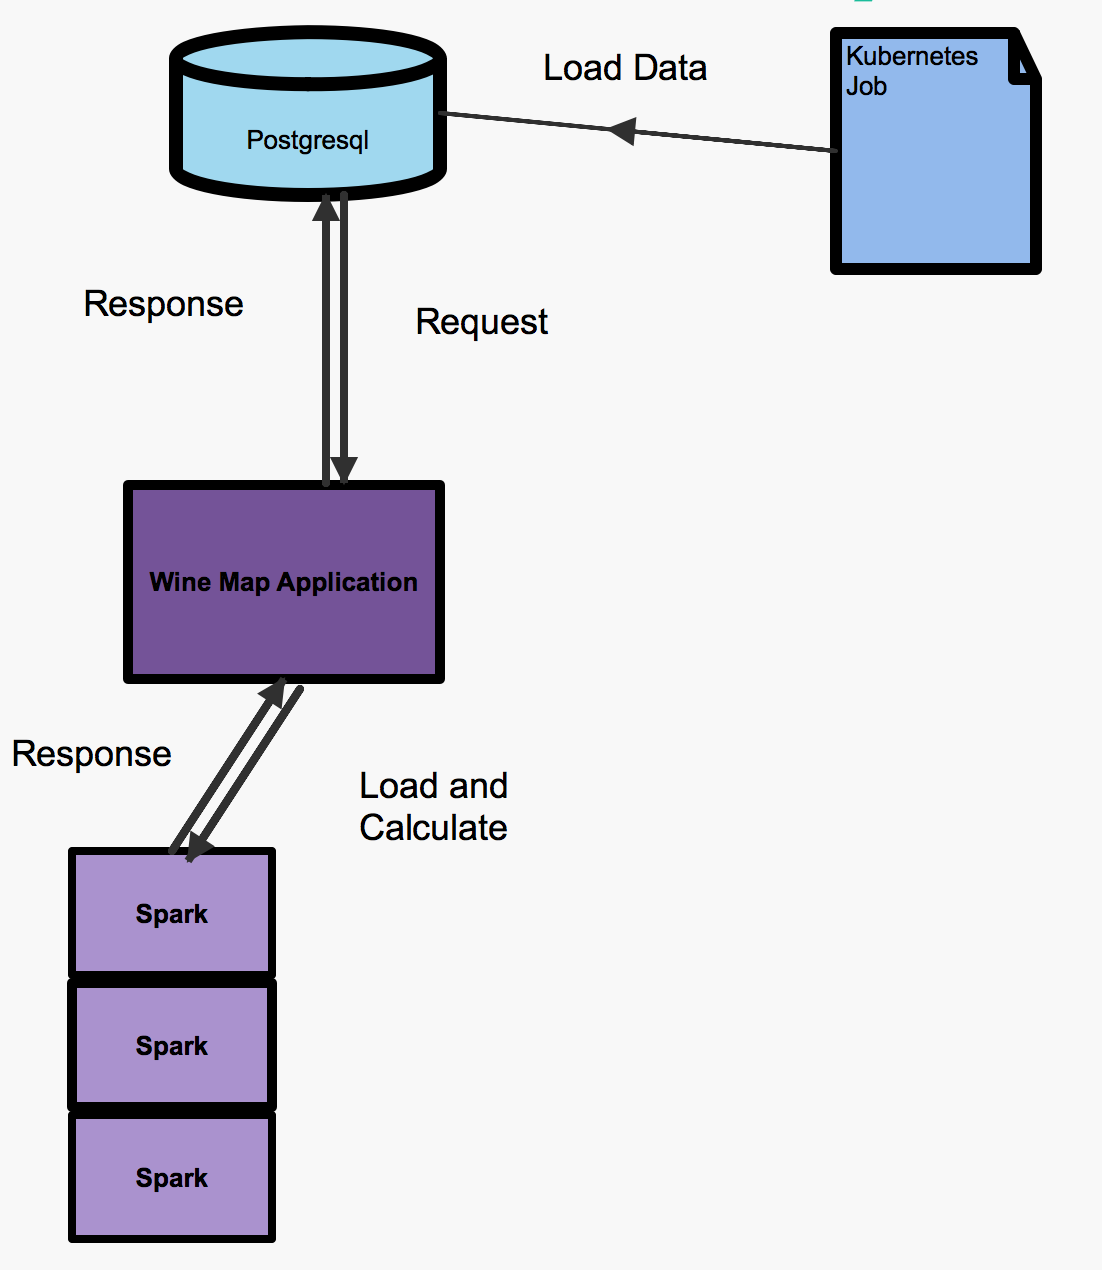 Load Data
Kubernetes
Job
Postgresql
Response
Request
Wine Map Application
Response
Load and
Calculate
Spark
Spark
Spark